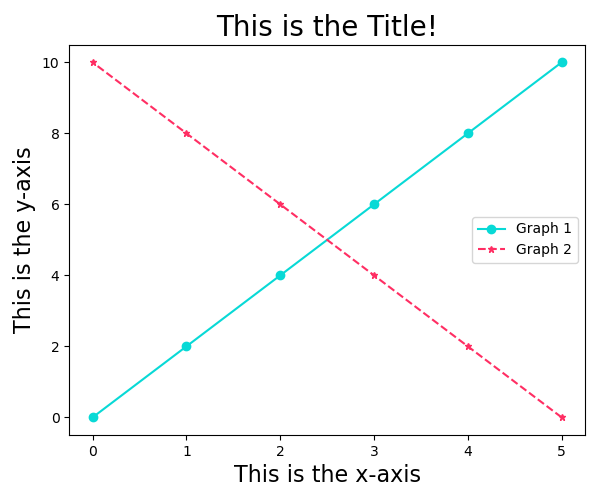 This is the Title!
This is the y-axis
10
8
6
4
2
0
Graph 1
Graph 2
0 1 2 3 4 5
This is the x-axis